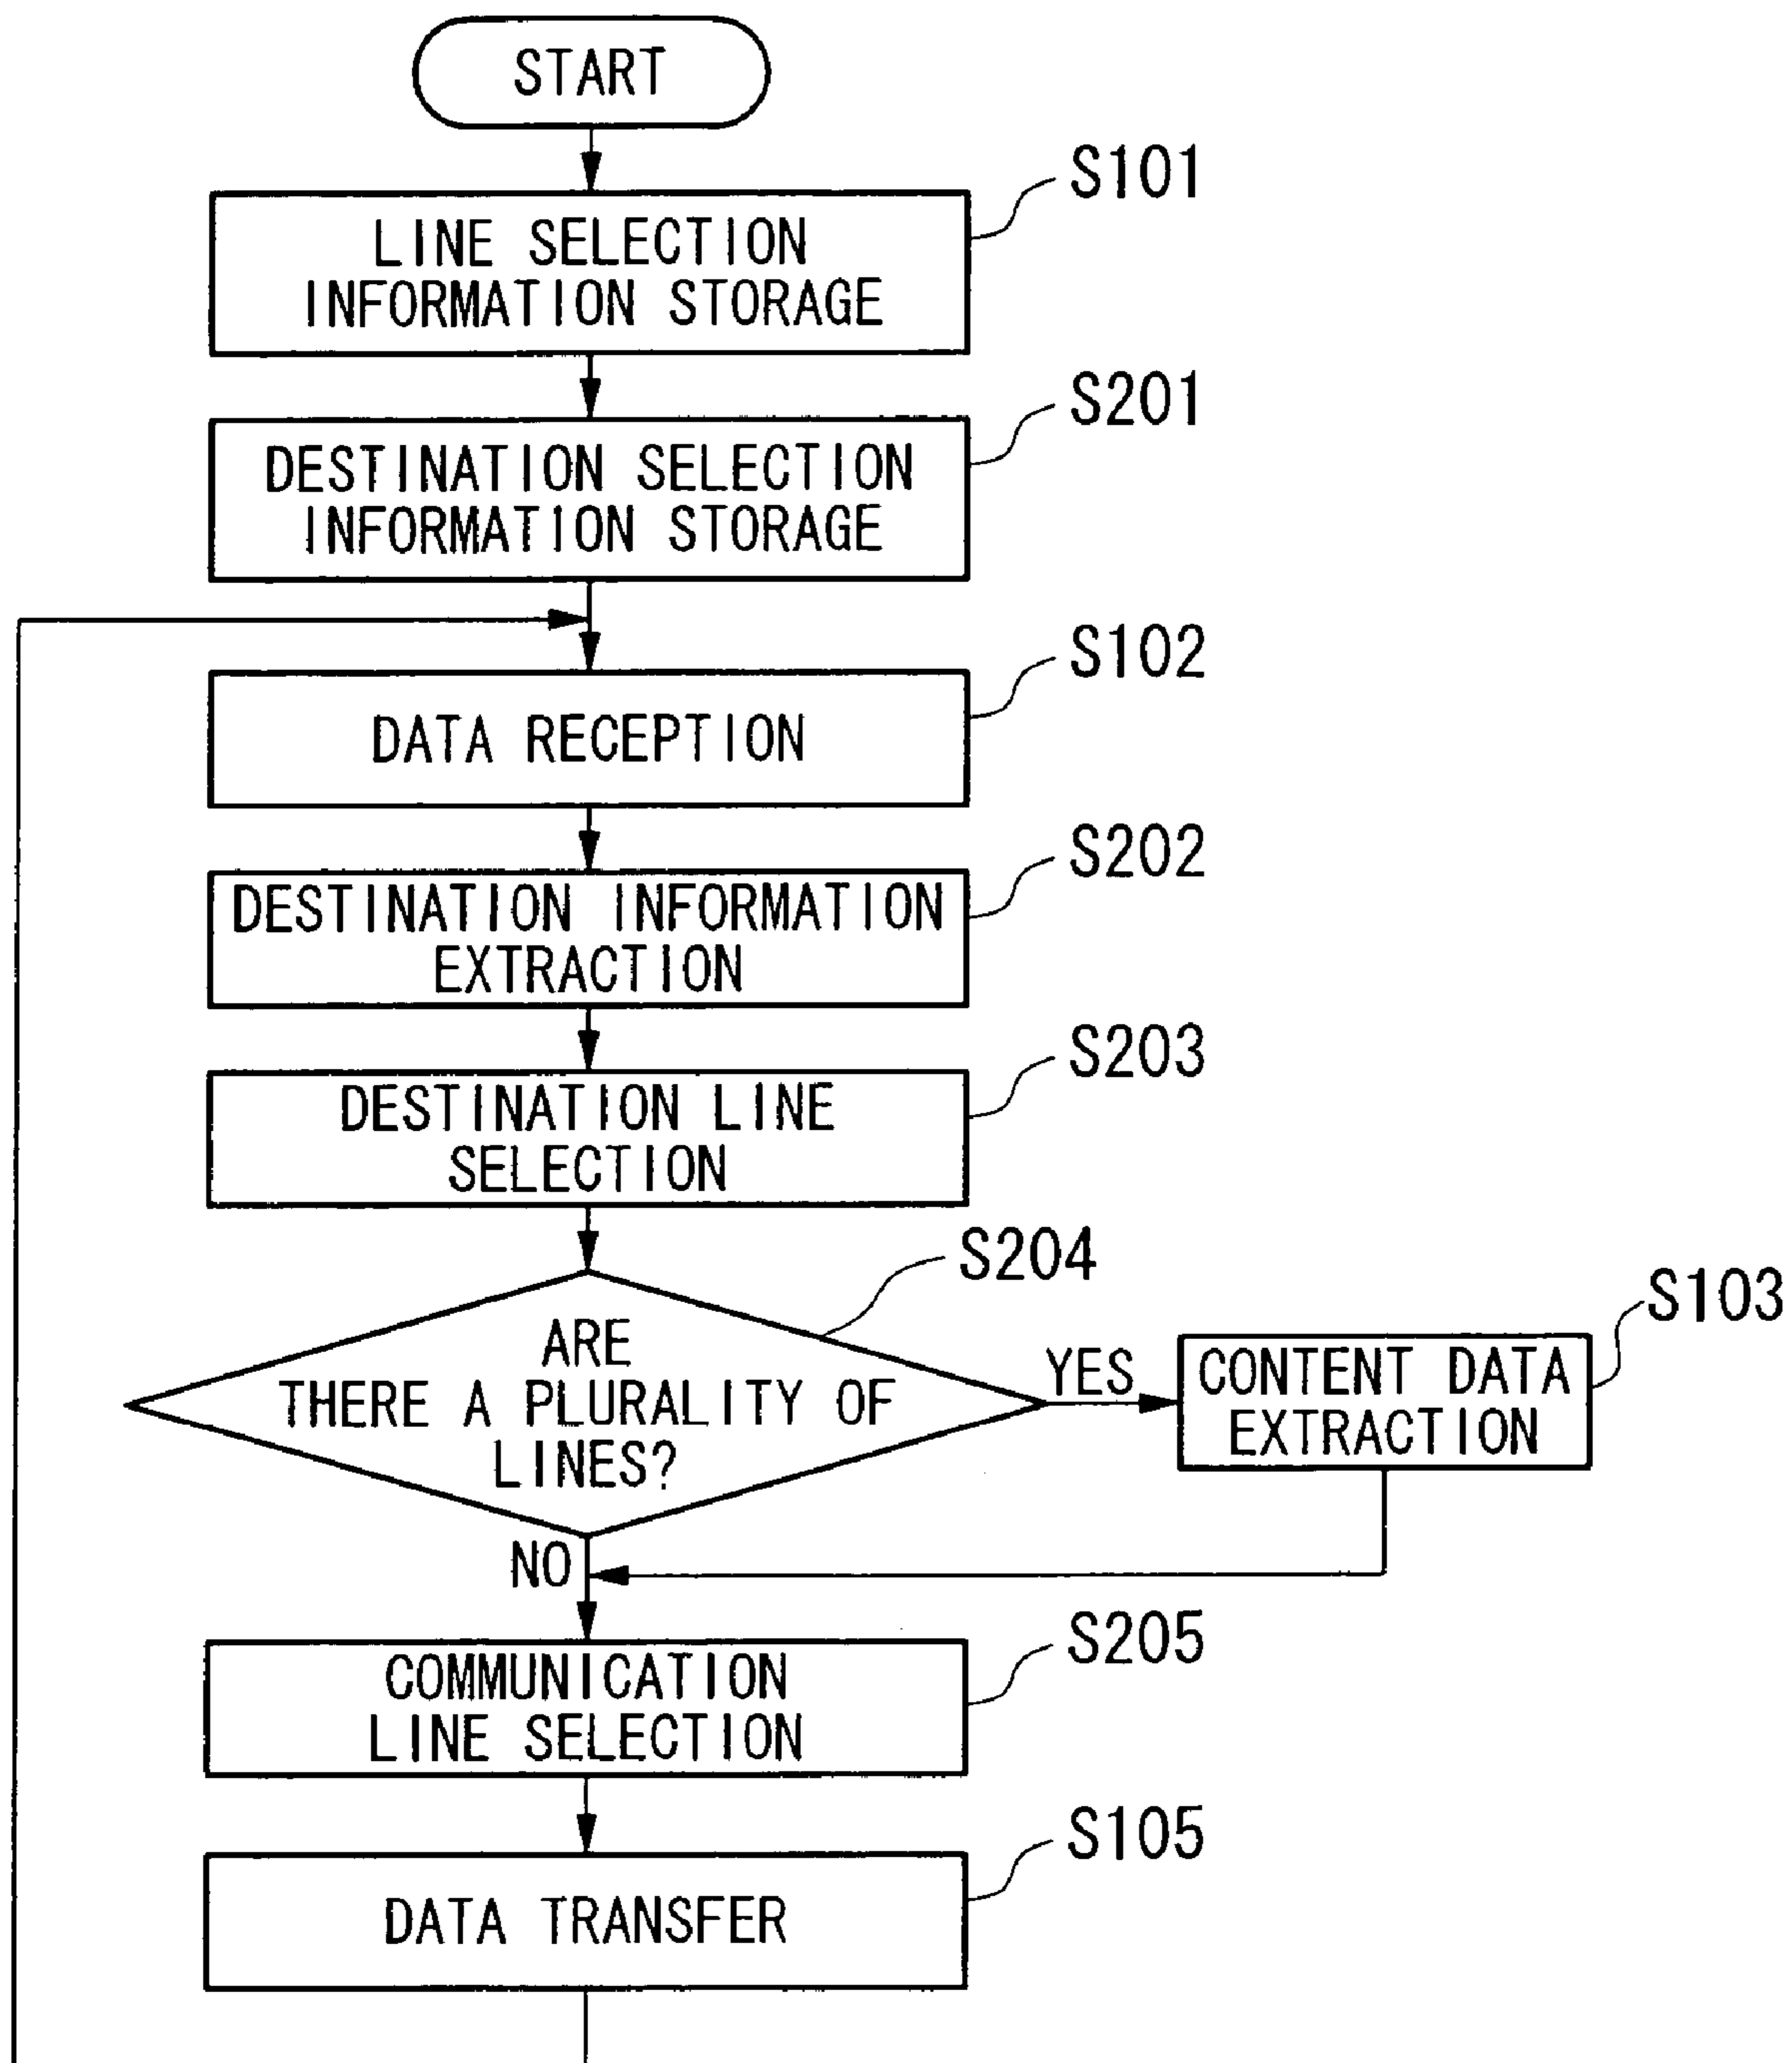 START
S101
LINE SELECTION
INFORMATION STORAGE
S201
DESTINATION SELECTION
INFORMATION STORAGE
S102
DATA RECEPTION
S202
DESTINATION INFORMATION
EXTRACTION
S203
DESTINATION LINE
SELECTION
S204
ARE
THERE A PLURALITY OF
LINES?
YES
S103
CONTENT DATA
EXTRACTION
NO
S205
COMMUNICATION
LINE SELECTION
S105
DATA TRANSFER